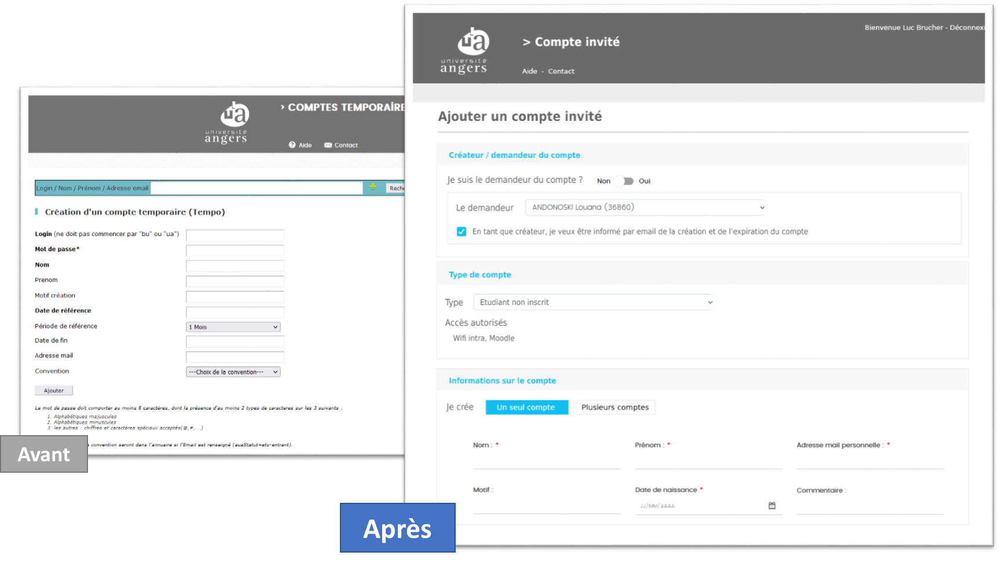 université
angers
> COMPTES TEMPORAIRE
Aide Contact
Login / Nom / Prénom / Adresse email
Reche
Création d'un compte temporaire (Tempo)
Login (ne doit pas commencer par "bu" ou "ua")
Mot de passe*
Nom
Prenom
Motif création
Date de référence
Période de référence 1 Mois
Date de fin
Adresse mail
Convention ---Choix de la convention---
Ajouter
Le mot de passe doit comporter au moins 8 caractères, dont la présence d'au moins 2 types de caracteres sur les 3 suivants :
1. Alphabétiques majuscules
2. Alphabétiques minuscules
3. les autres : chiffres et caractères spéciaux acceptés(@,#,...) .
convention seront dans l'annuaire si l'Email est renseigné (auaStatut=etu-entrant).
Avant
Bienvenue Luc Brucher - Déconnexi
université
angers
> Compte invité
Aide - Contact
Ajouter un compte invité
Créateur / demandeur du compte
Je suis le demandeur du compte ? Non Oui
Le demandeur ANDONOSKI Louana (36860)
En tant que créateur, je veux être informé par email de la création et de l'expiration du compte
Type de compte
Type Etudiant non inscrit
Accès autorisés
Wifi intra, Moodle
Informations sur le compte
Je crée Un seul compte Plusieurs comptes
Nom : * Prénom : * Adresse mail personnelle : *
Motif : Date de naissance * Commentaire :
JJ/MM/AAAA
Après